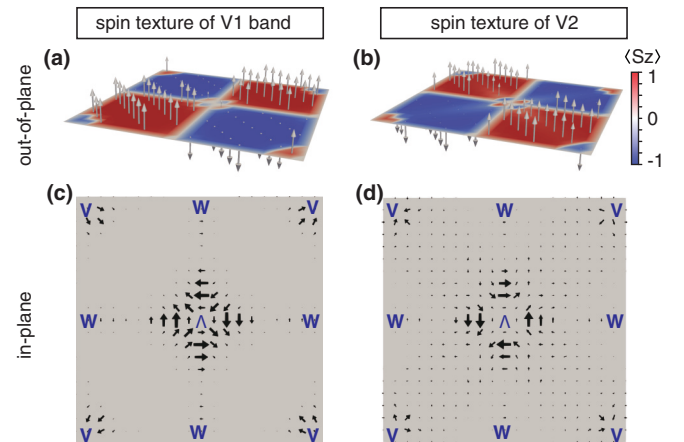 spin texture of V1 band
spin texture of V2
(a)
(b)
⟨Sz⟩
1
0
-1
out-of-plane
(c)
(d)
V W V
V W V
W Λ W
W Λ W
V W V
V W V
in-plane